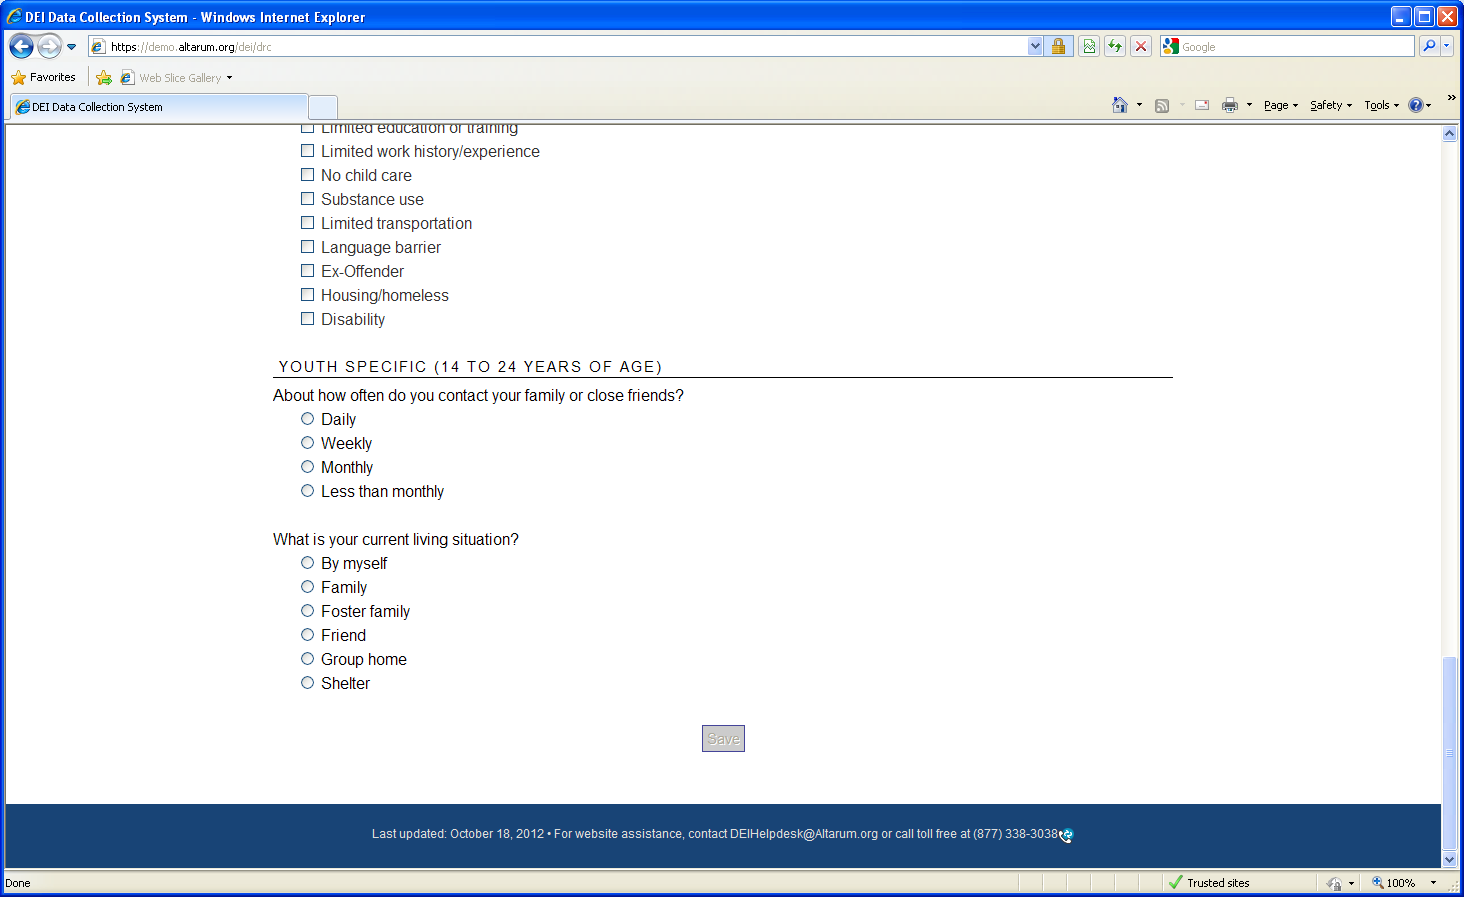 DEI Data Collection System - Windows Internet Explorer
https://demo.altarum.org/dei/drc
Google
Favorites
Web Slice Gallery
DEI Data Collection System
Page
Safety
Tools
Limited education or training
Limited work history/experience
No child care
Substance use
Limited transportation
Language barrier
Ex-Offender
Housing/homeless
Disability
YOUTH SPECIFIC (14 TO 24 YEARS OF AGE)
About how often do you contact your family or close friends?
Daily
Weekly
Monthly
Less than monthly
What is your current living situation?
By myself
Family
Foster family
Friend
Group home
Shelter
Save
Last updated: October 18, 2012 • For website assistance, contact DEIHelpdesk@Altarum.org or call toll free at (877) 338-3038
Done
Trusted sites
100%